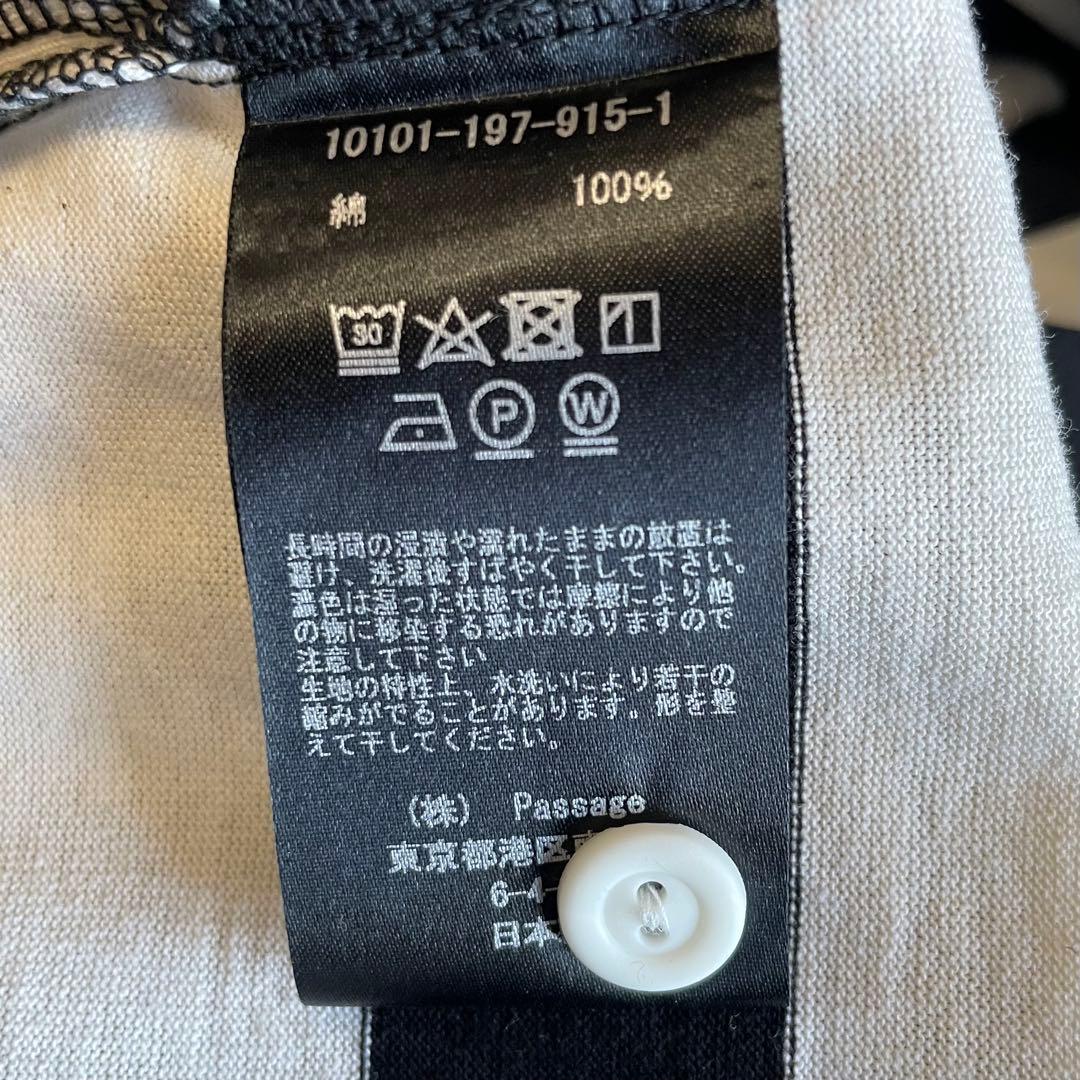 10101-197-915-1
綿 100%
30
P W
長時間の浸漬や濡れたままの放置は
避け、洗濯後すばやく干して下さい。
濃色は湿った状態では摩擦により他
の物に移染する恐れがありますので
注意して下さい
生地の特性上、水洗いにより若干の
縮みがでることがあります。形を整
えて干してください。
(株) Passage
東京都港区
6-4-
日本